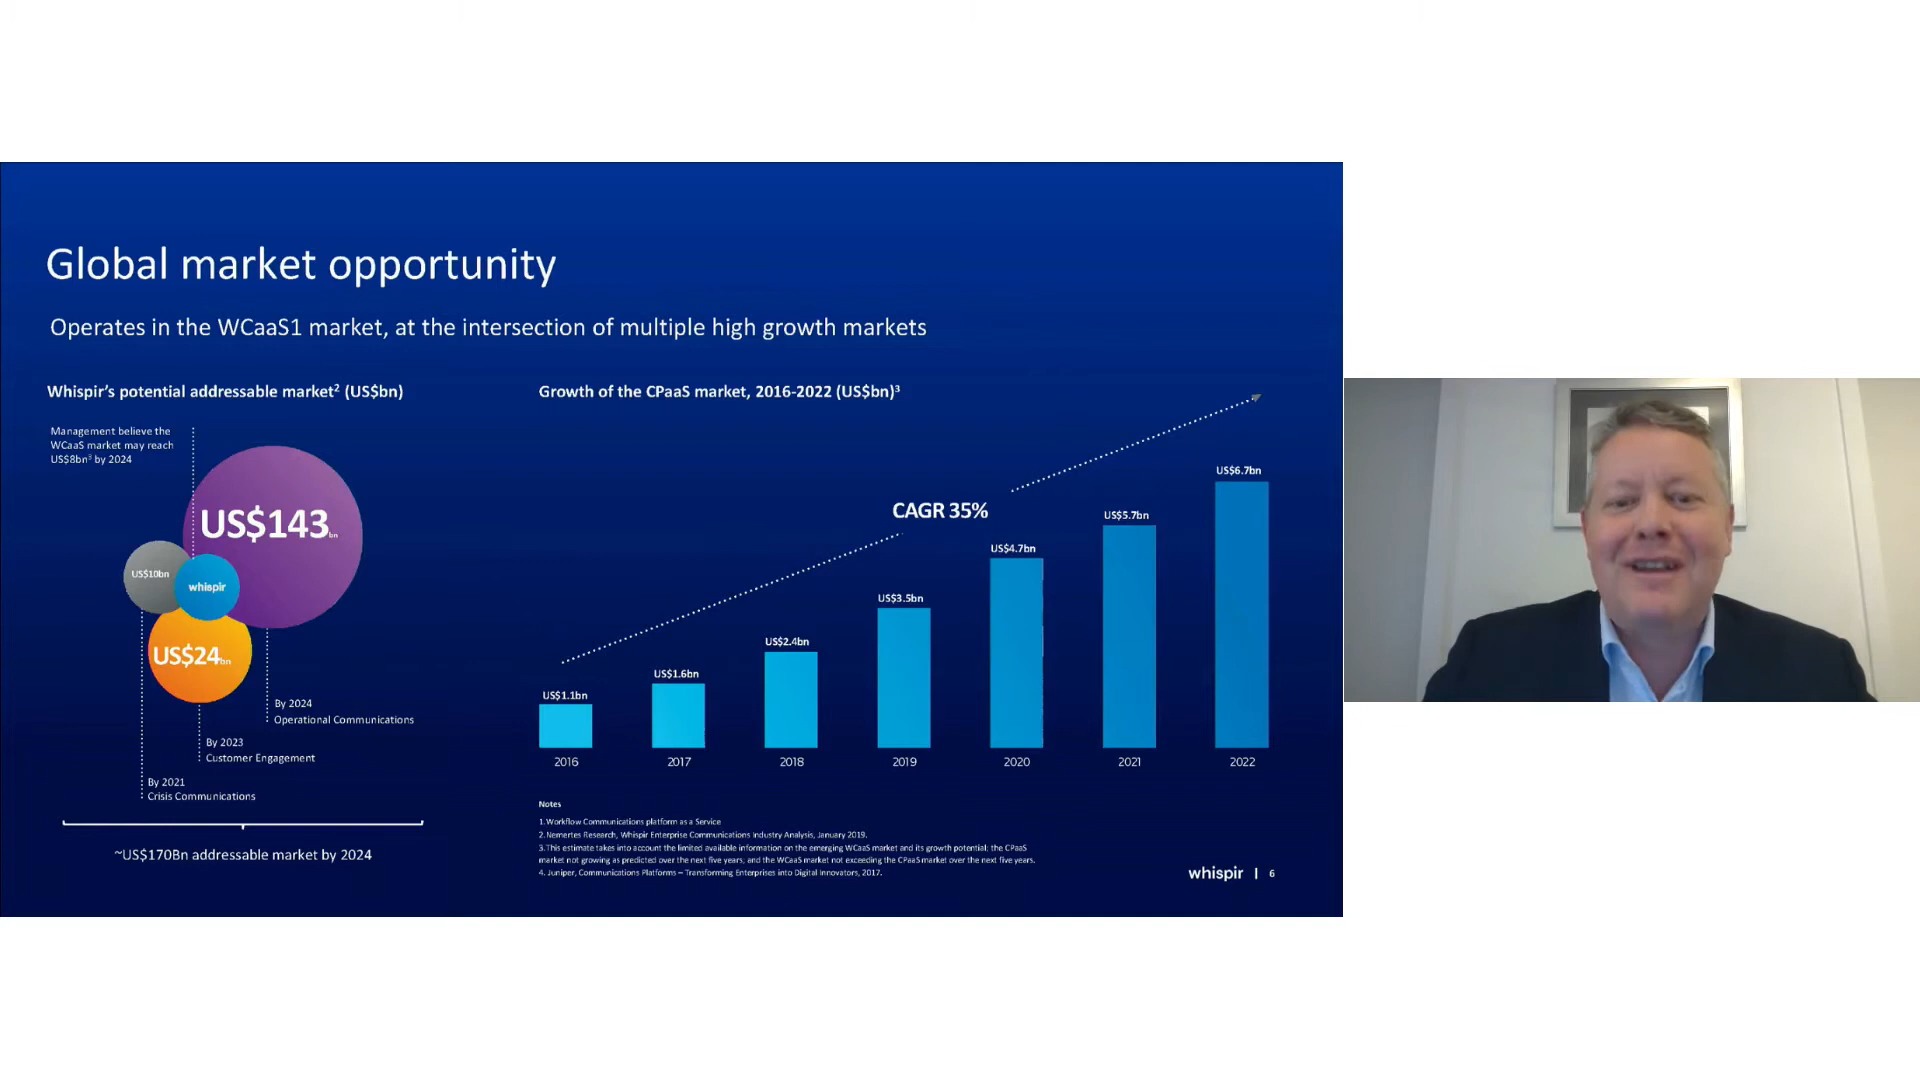 Global market opportunity
Operates in the WCaaS1 market, at the intersection of multiple high growth markets
Whispir's potential addressable market2 (US$bn)
Management believe the
WCaaS market may reach
US$8bn3 by 2024
US$143bn
US$10bn
whispir
US$24bn
By 2024
Operational Communications
By 2023
Customer Engagement
By 2021
Crisis Communications
~US$170Bn addressable market by 2024
Growth of the CPaaS market, 2016-2022 (US$bn)3
CAGR 35%
US$1.1bn
US$1.6bn
US$2.4bn
US$3.5bn
US$4.7bn
US$5.7bn
US$6.7bn
2016
2017
2018
2019
2020
2021
2022
Notes
1.Workflow Communications platform as a Service
2.Nemertes Research, Whispir Enterprise Communications Industry Analysis, January 2019.
3.This estimate takes into account the limited available information on the emerging WCaaS market and its growth potential; the CPaaS
market not growing as predicted over the next five years; and the WCaaS market not exceeding the CPaaS market over the next five years.
4. Juniper, Communications Platforms – Transforming Enterprises into Digital Innovators, 2017.
whispir | 6